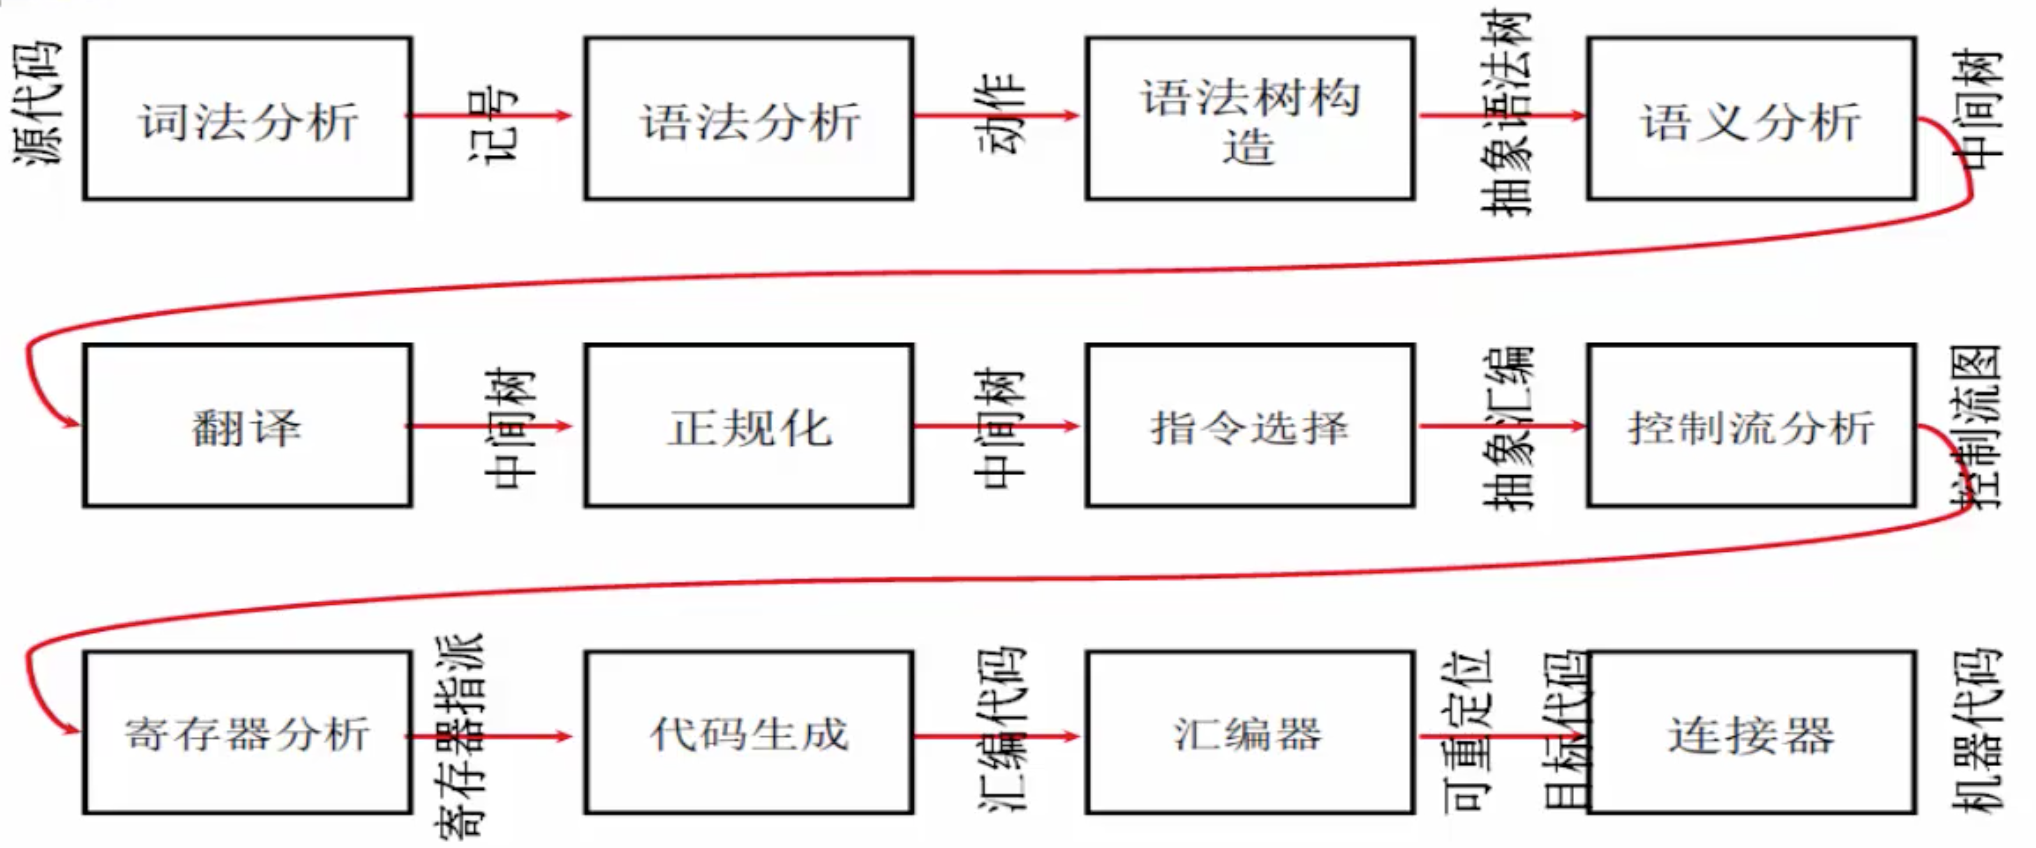 源代码
词法分析
记号
语法分析
动作
语法树构
造
抽象语法树
语义分析
中间树
翻译
中间树
正规化
中间树
指令选择
抽象汇编
控制流分析
控制流图
寄存器分析
寄存器指派
代码生成
汇编代码
汇编器
可重定位
目标代码
连接器
机器代码